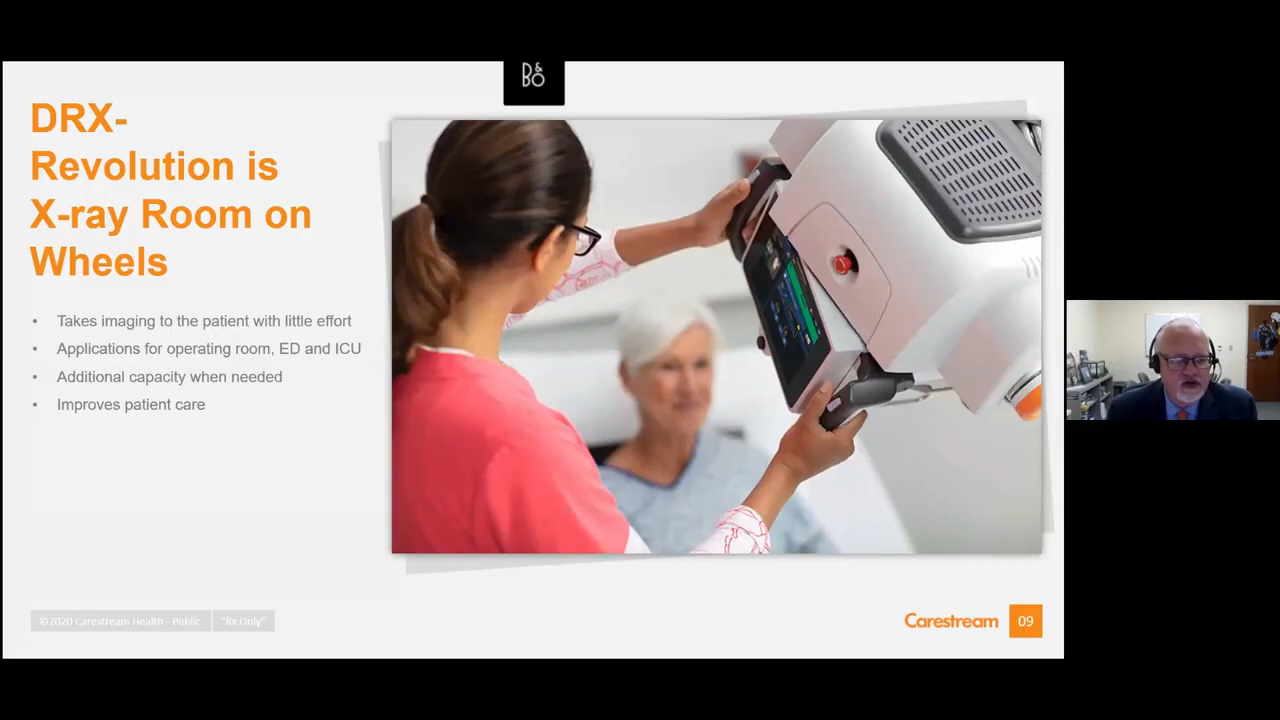 B&O
DRX-
Revolution is
X-ray Room on
Wheels
• Takes imaging to the patient with little effort
• Applications for operating room, ED and ICU
• Additional capacity when needed
• Improves patient care
©2020 Carestream Health - Public "Rx Only"
Carestream 09